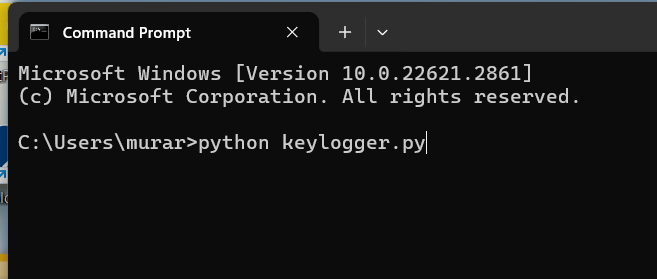 Command Prompt
Microsoft Windows [Version 10.0.22621.2861]
(c) Microsoft Corporation. All rights reserved.
C:\Users\murar>python keylogger.py